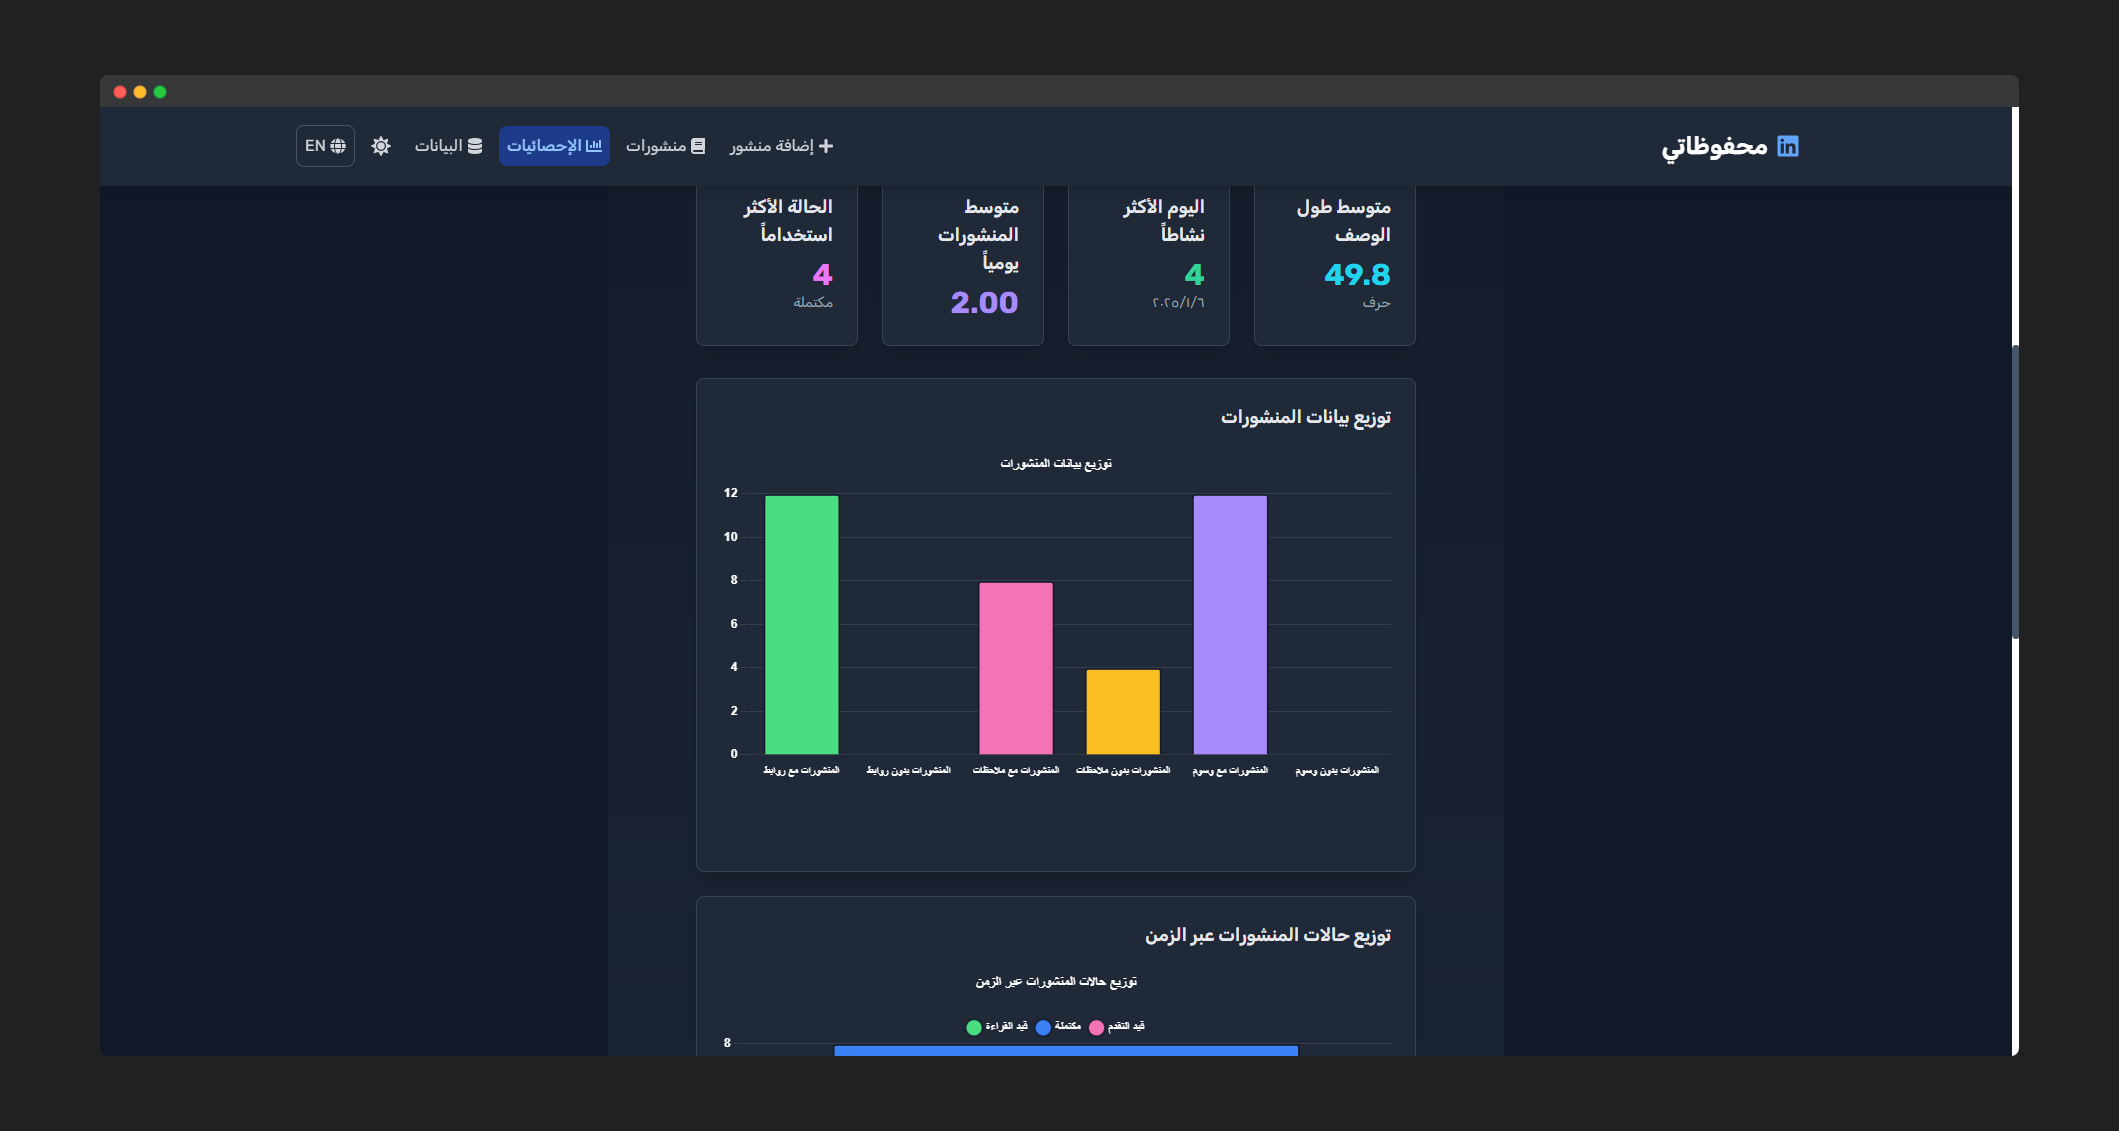 محفوظاتي
إضافة منشور
منشورات
الإحصائيات
البيانات
EN
متوسط طول
الوصف
49.8
حرف
اليوم الأكثر
نشاطاً
4
٢٠٢٥/١/٦
متوسط
المنشورات
يومياً
2.00
الحالة الأكثر
استخداماً
4
مكتملة
توزيع بيانات المنشورات
توزيع بيانات المنشورات
12
10
8
6
4
2
0
المنشورات مع روابط
المنشورات بدون روابط
المنشورات مع ملاحظات
المنشورات بدون ملاحظات
المنشورات مع وسوم
المنشورات بدون وسوم
توزيع حالات المنشورات عبر الزمن
توزيع حالات المنشورات عبر الزمن
قيد التقدم
مكتملة
قيد القراءة
8